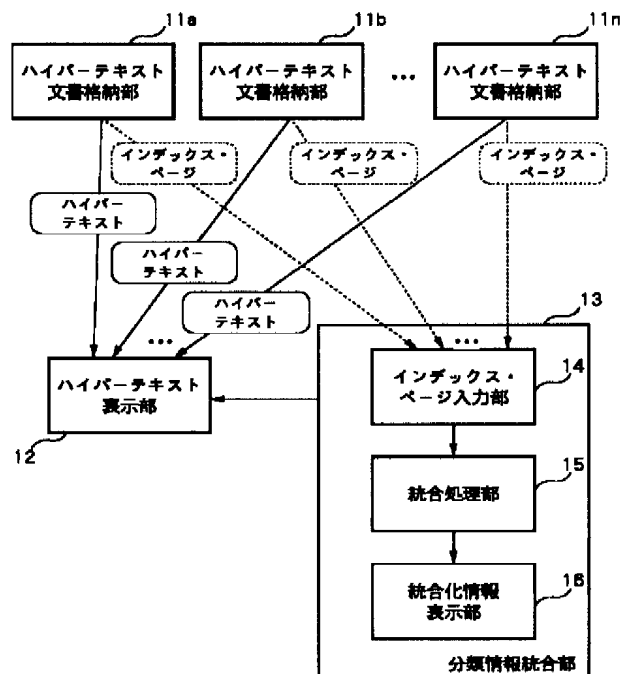 11a
11b
11n
ハイパーテキスト
文書格納部
ハイパーテキスト
文書格納部
...
ハイパーテキスト
文書格納部
インデックス・
ページ
インデックス・
ページ
インデックス・
ページ
ハイパー
テキスト
ハイパー
テキスト
ハイパー
テキスト
...
...
13
ハイパーテキスト
表示部
12
インデックス・
ページ入力部
14
統合処理部
15
統合化情報
表示部
16
分類情報統合部